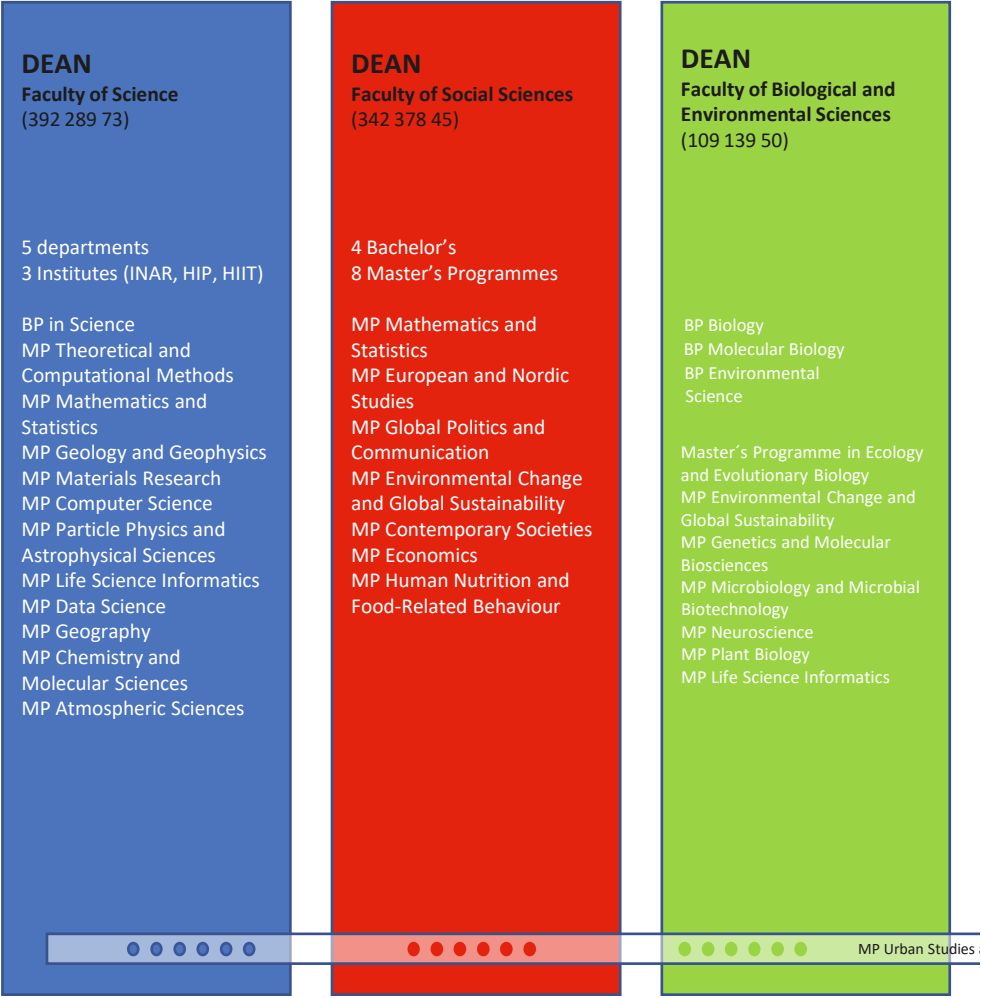 DEAN
Faculty of Science
(392 289 73)
5 departments
3 Institutes (INAR, HIP, HIIT)
BP in Science
MP Theoretical and
Computational Methods
MP Mathematics and
Statistics
MP Geology and Geophysics
MP Materials Research
MP Computer Science
MP Particle Physics and
Astrophysical Sciences
MP Life Science Informatics
MP Data Science
MP Geography
MP Chemistry and
Molecular Sciences
MP Atmospheric Sciences
DEAN
Faculty of Social Sciences
(342 378 45)
4 Bachelor’s
8 Master’s Programmes
MP Mathematics and
Statistics
MP European and Nordic
Studies
MP Global Politics and
Communication
MP Environmental Change
and Global Sustainability
MP Contemporary Societies
MP Economics
MP Human Nutrition and
Food-Related Behaviour
DEAN
Faculty of Biological and
Environmental Sciences
(109 139 50)
BP Biology
BP Molecular Biology
BP Environmental
Science
Master´s Programme in Ecology
and Evolutionary Biology
MP Environmental Change and
Global Sustainability
MP Genetics and Molecular
Biosciences
MP Microbiology and Microbial
Biotechnology
MP Neuroscience
MP Plant Biology
MP Life Science Informatics
MP Urban Studies